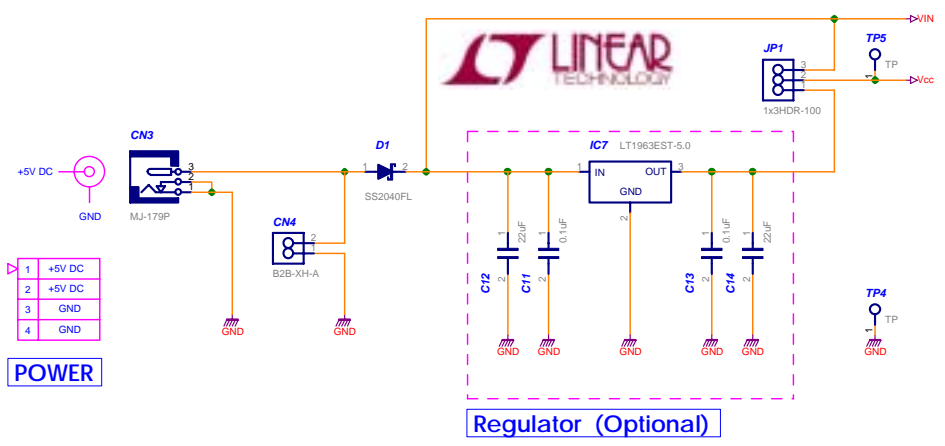 VIN
TP5
TP
1
Vcc
JP1
3
2
1
1x3HDR-100
LINEAR
TECHNOLOGY
CN3
+5V DC
GND
3
2
1
MJ-179P
D1
1
2
SS2040FL
CN4
2
1
B2B-XH-A
IC7
LT1963EST-5.0
1
IN
OUT
3
GND
2
1
22uF
2
C12
1
0.1uF
2
C11
1
0.1uF
2
C13
1
22uF
2
C14
1 +5V DC
2 +5V DC
3 GND
4 GND
POWER
GND
GND
GND
GND
GND
GND
GND
TP4
TP
1
GND
Regulator (Optional)